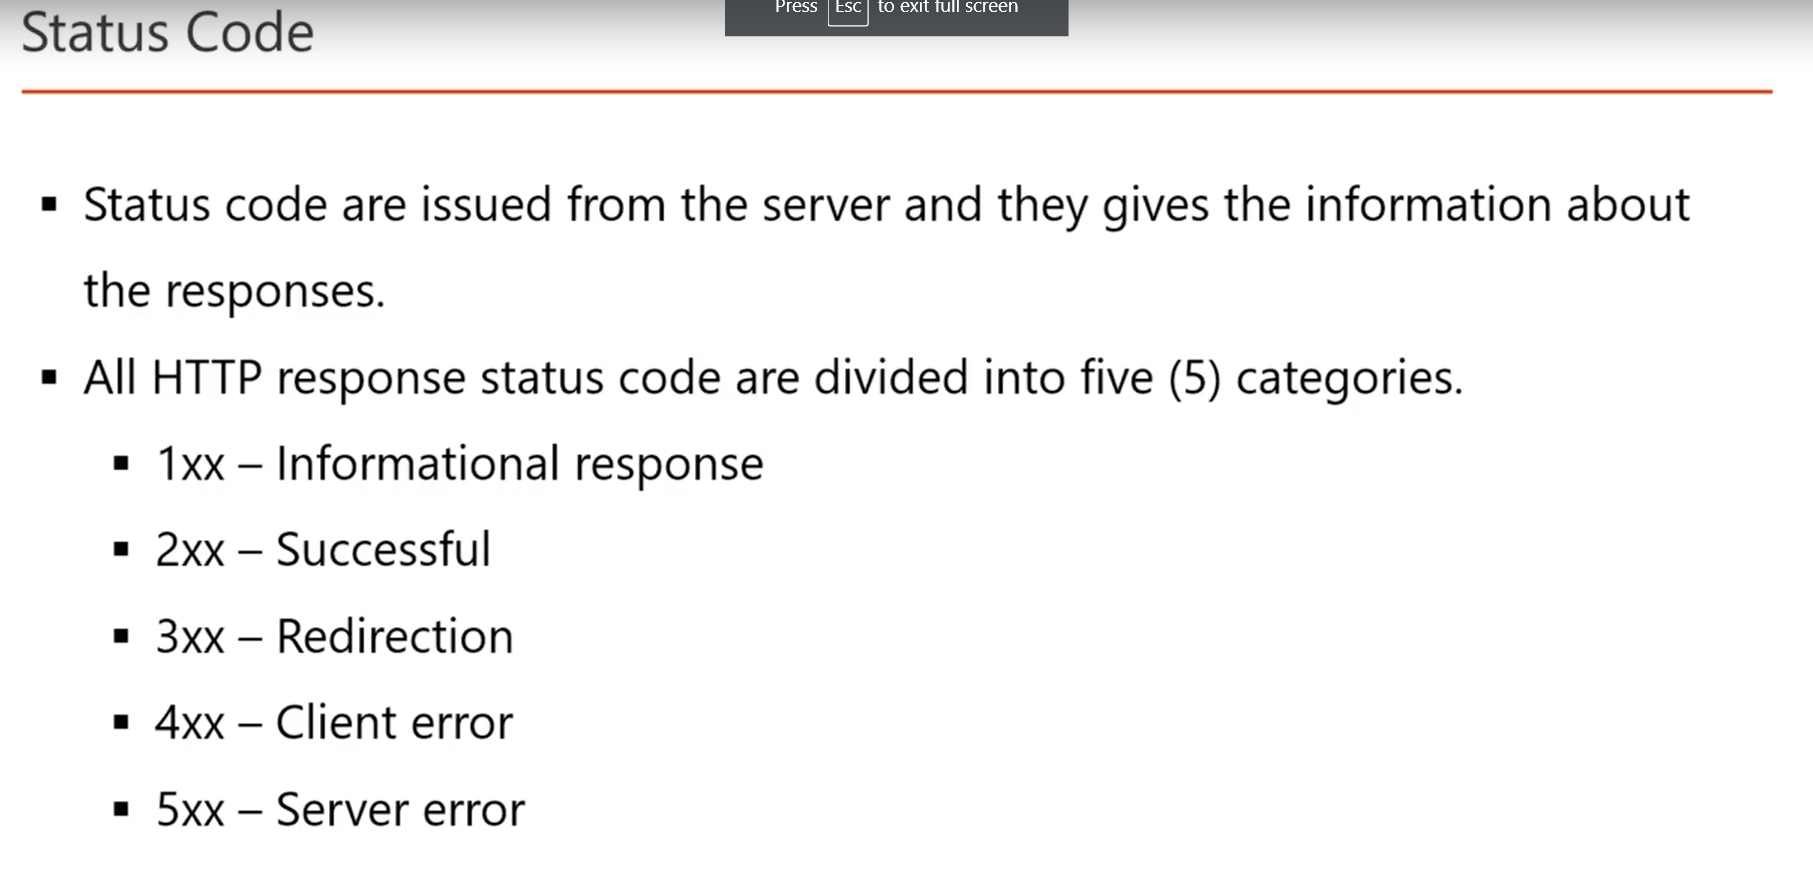 Press Esc to exit full screen
Status Code
▪ Status code are issued from the server and they gives the information about
the responses.
▪ All HTTP response status code are divided into five (5) categories.
▪ 1xx – Informational response
▪ 2xx – Successful
▪ 3xx – Redirection
▪ 4xx – Client error
▪ 5xx – Server error